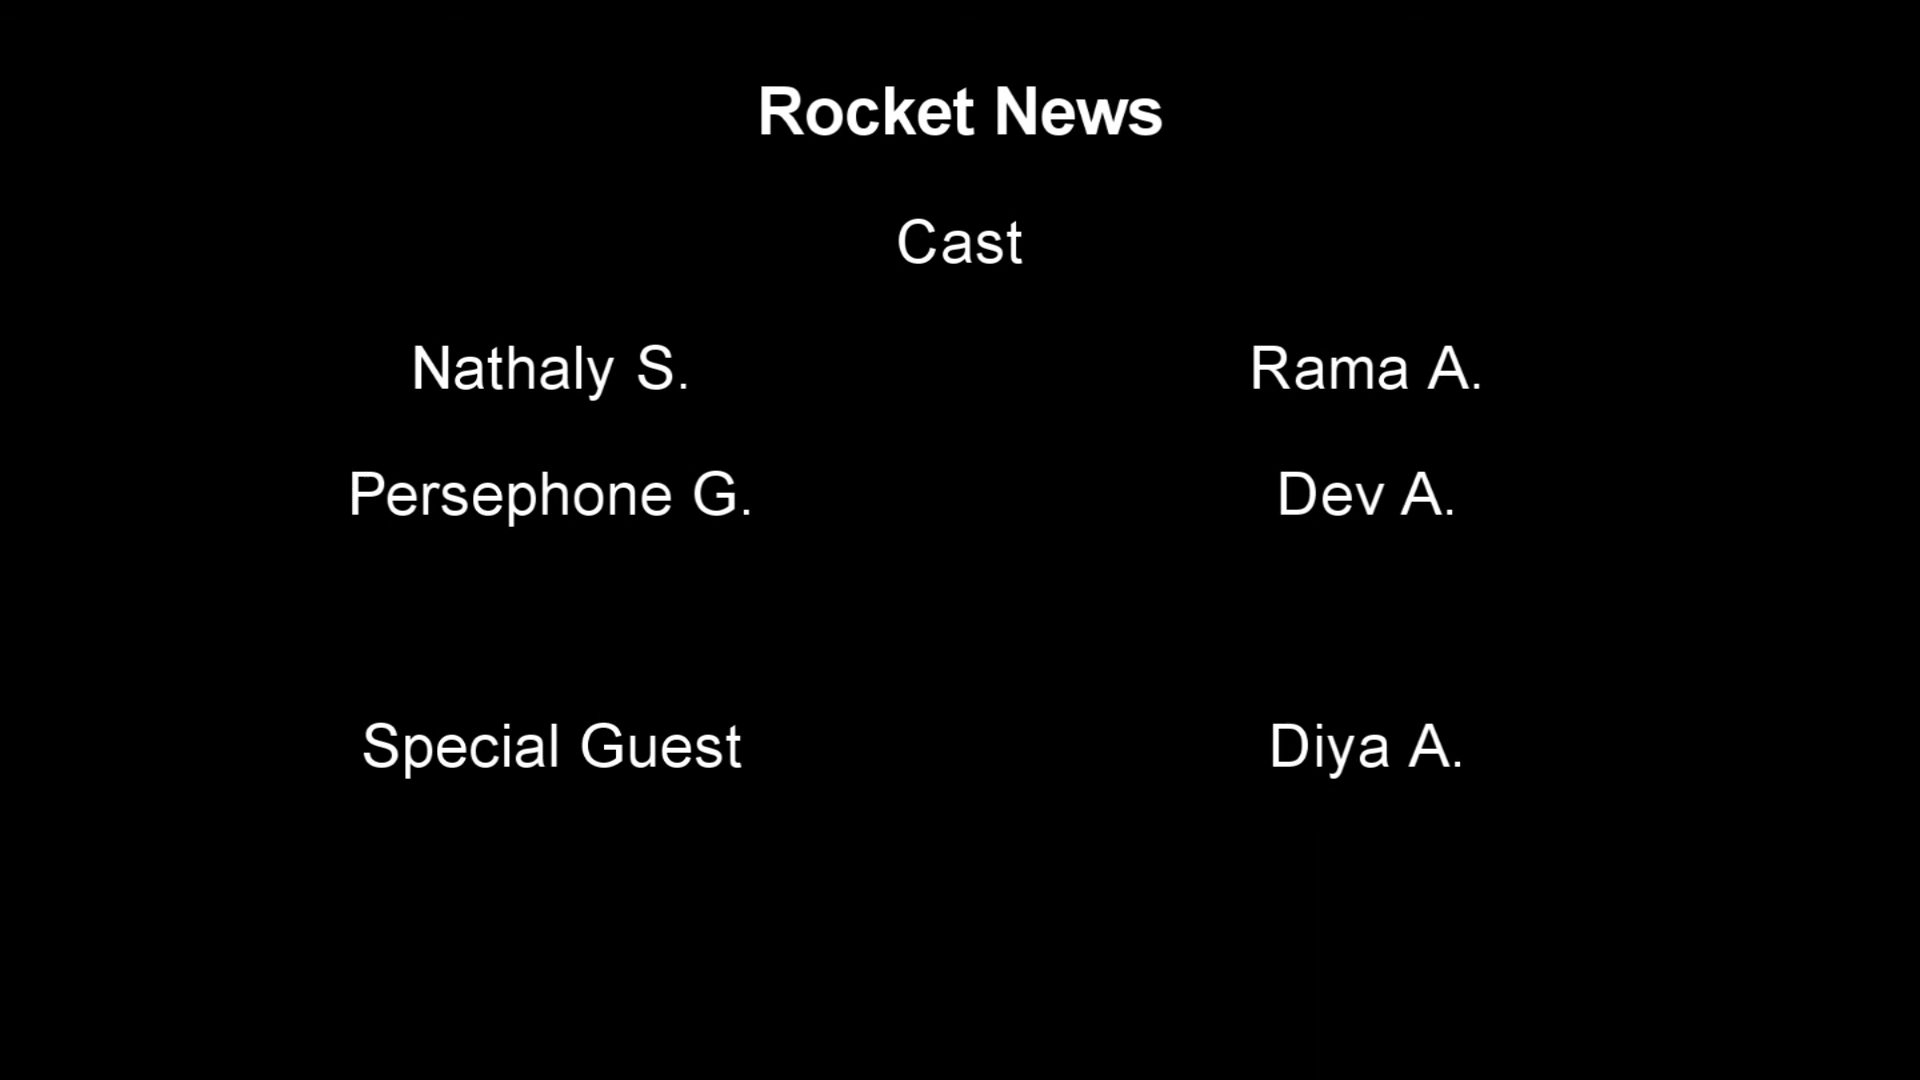 Rocket News
Cast
Nathaly S. Rama A.
Persephone G. Dev A.
Special Guest Diya A.